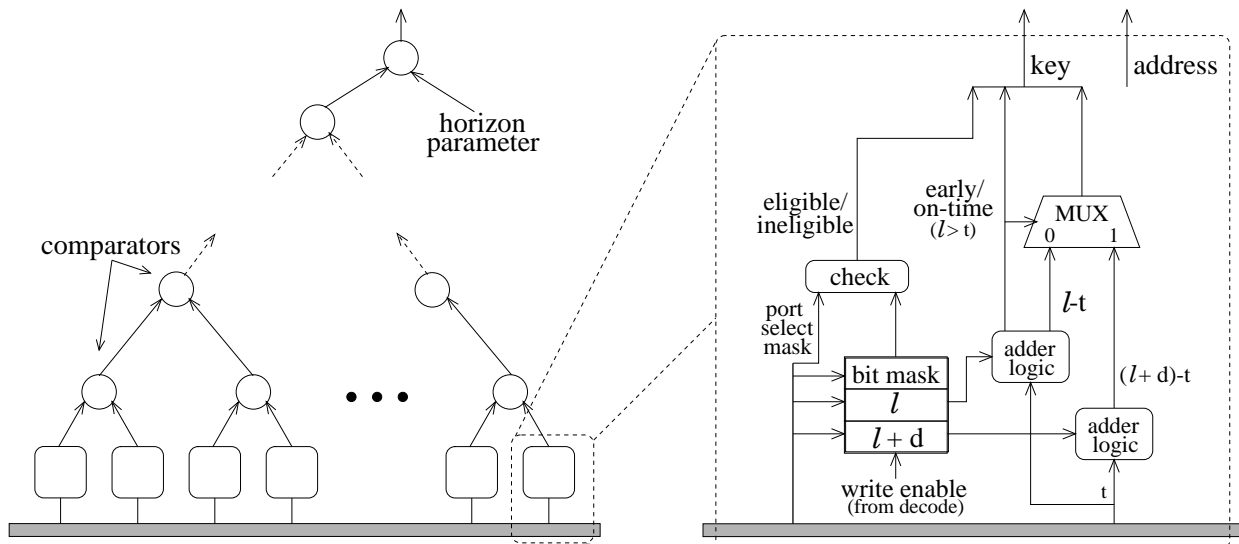 horizon
parameter
comparators
key
address
eligible/
ineligible
early/
on-time
(l > t)
MUX
0 1
check
port
select
mask
l-t
adder
logic
bit mask
l
l + d
(l + d)-t
adder
logic
write enable
(from decode)
t